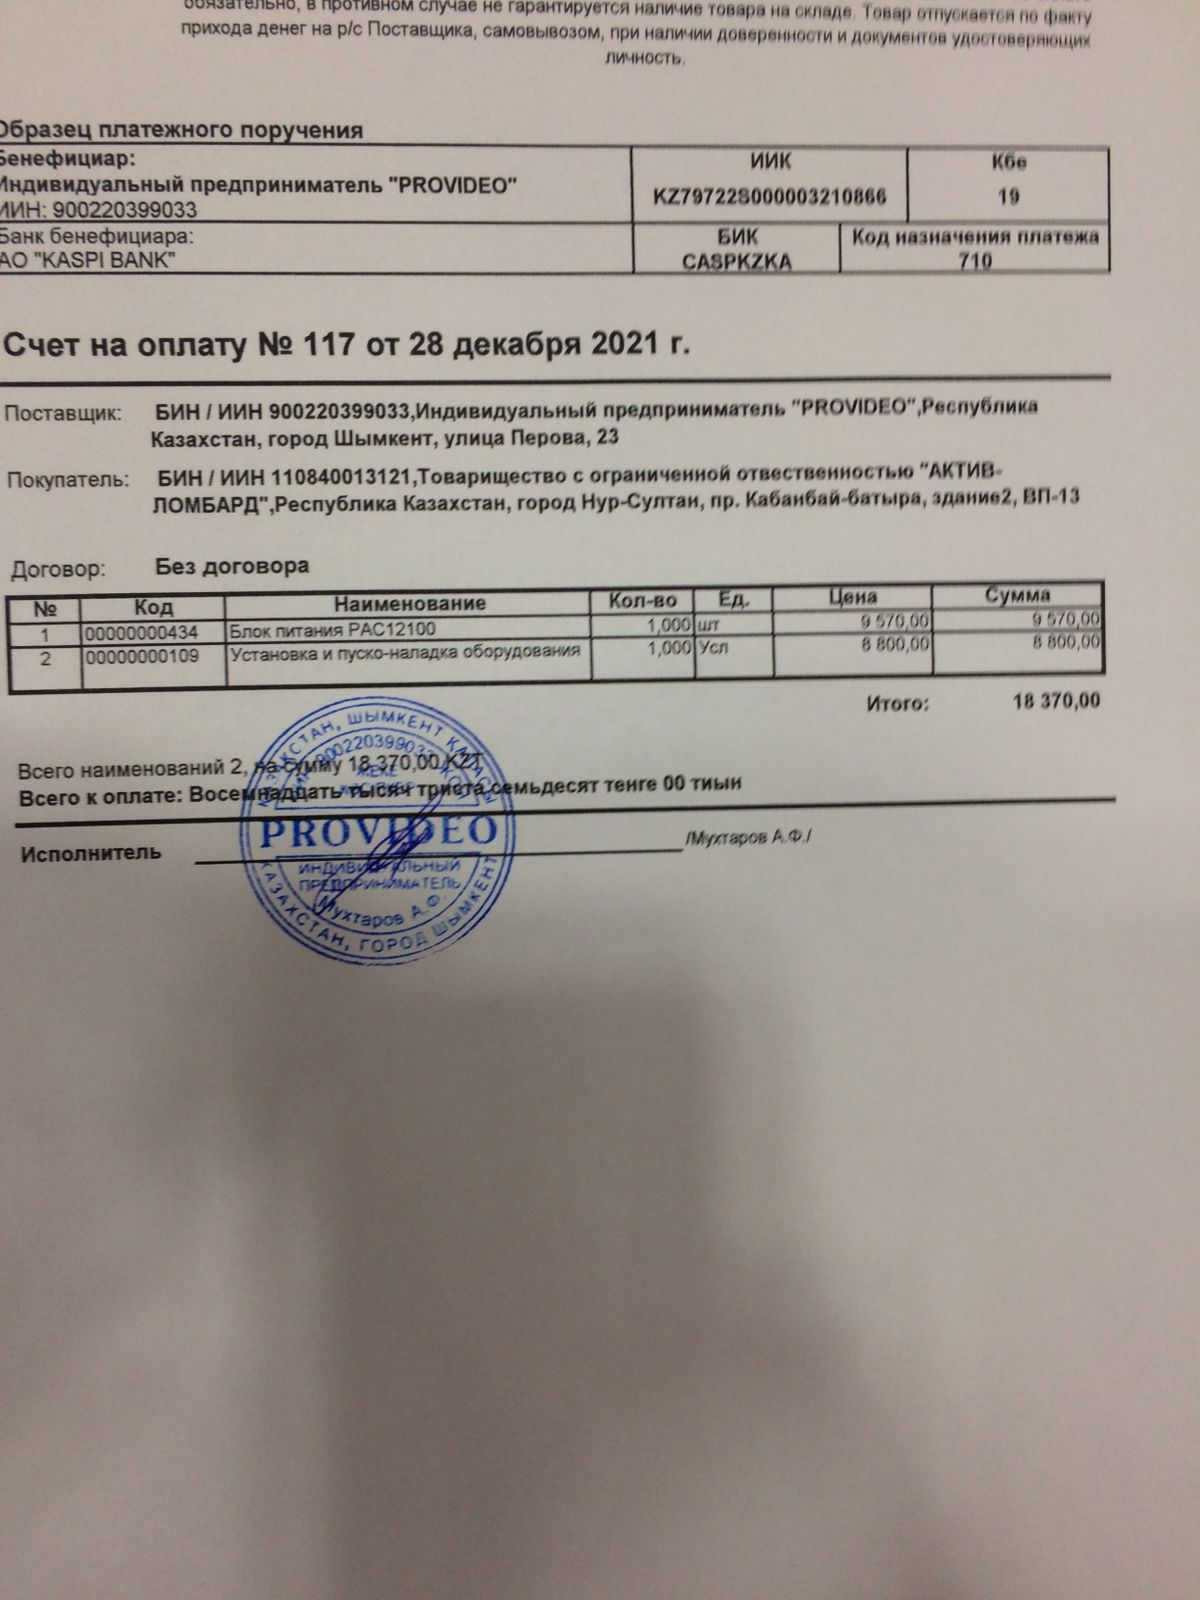 обязательно, в противном случае не гарантируется наличие товара на складе. Товар отпускается по факту
прихода денег на р/с Поставщика, самовывозом, при наличии доверенности и документов удостоверяющих
личность.
Образец платежного поручения
Бенефициар: ИИК Кбе
Индивидуальный предприниматель "PROVIDEO" KZ79722S000003210866 19
ИИН: 900220399033
Банк бенефициара: БИК Код назначения платежа
АО "KASPI BANK" CASPKZKA 710
Счет на оплату № 117 от 28 декабря 2021 г.
Поставщик: БИН / ИИН 900220399033,Индивидуальный предприниматель "PROVIDEO",Республика
Казахстан, город Шымкент, улица Перова, 23
Покупатель: БИН / ИИН 110840013121,Товарищество с ограниченной отвественностью "АКТИВ-
ЛОМБАРД",Республика Казахстан, город Нур-Султан, пр. Кабанбай-батыра, здание2, ВП-13
Договор: Без договора
№ Код Наименование Кол-во Ед. Цена Сумма
1 00000000434 Блок питания PAC12100 1,000 шт 9 570,00 9 570,00
2 00000000109 Установка и пуско-наладка оборудования 1,000 Усл 8 800,00 8 800,00
Итого: 18 370,00
Всего наименований 2, на сумму 18 370,00 KZT
Всего к оплате: Восемнадцать тысяч триста семьдесят тенге 00 тиын
Исполнитель /Мухтаров А.Ф./
ҚАЗАҚСТАН, ШЫМКЕНТ ҚАЛАСЫ
900220399033
ЖЕКЕ
КӘСІПКЕР
PROVIDEO
ИНДИВИДУАЛЬНЫЙ
ПРЕДПРИНИМАТЕЛЬ
Мухтаров А.Ф.
КАЗАХСТАН, ГОРОД ШЫМКЕНТ